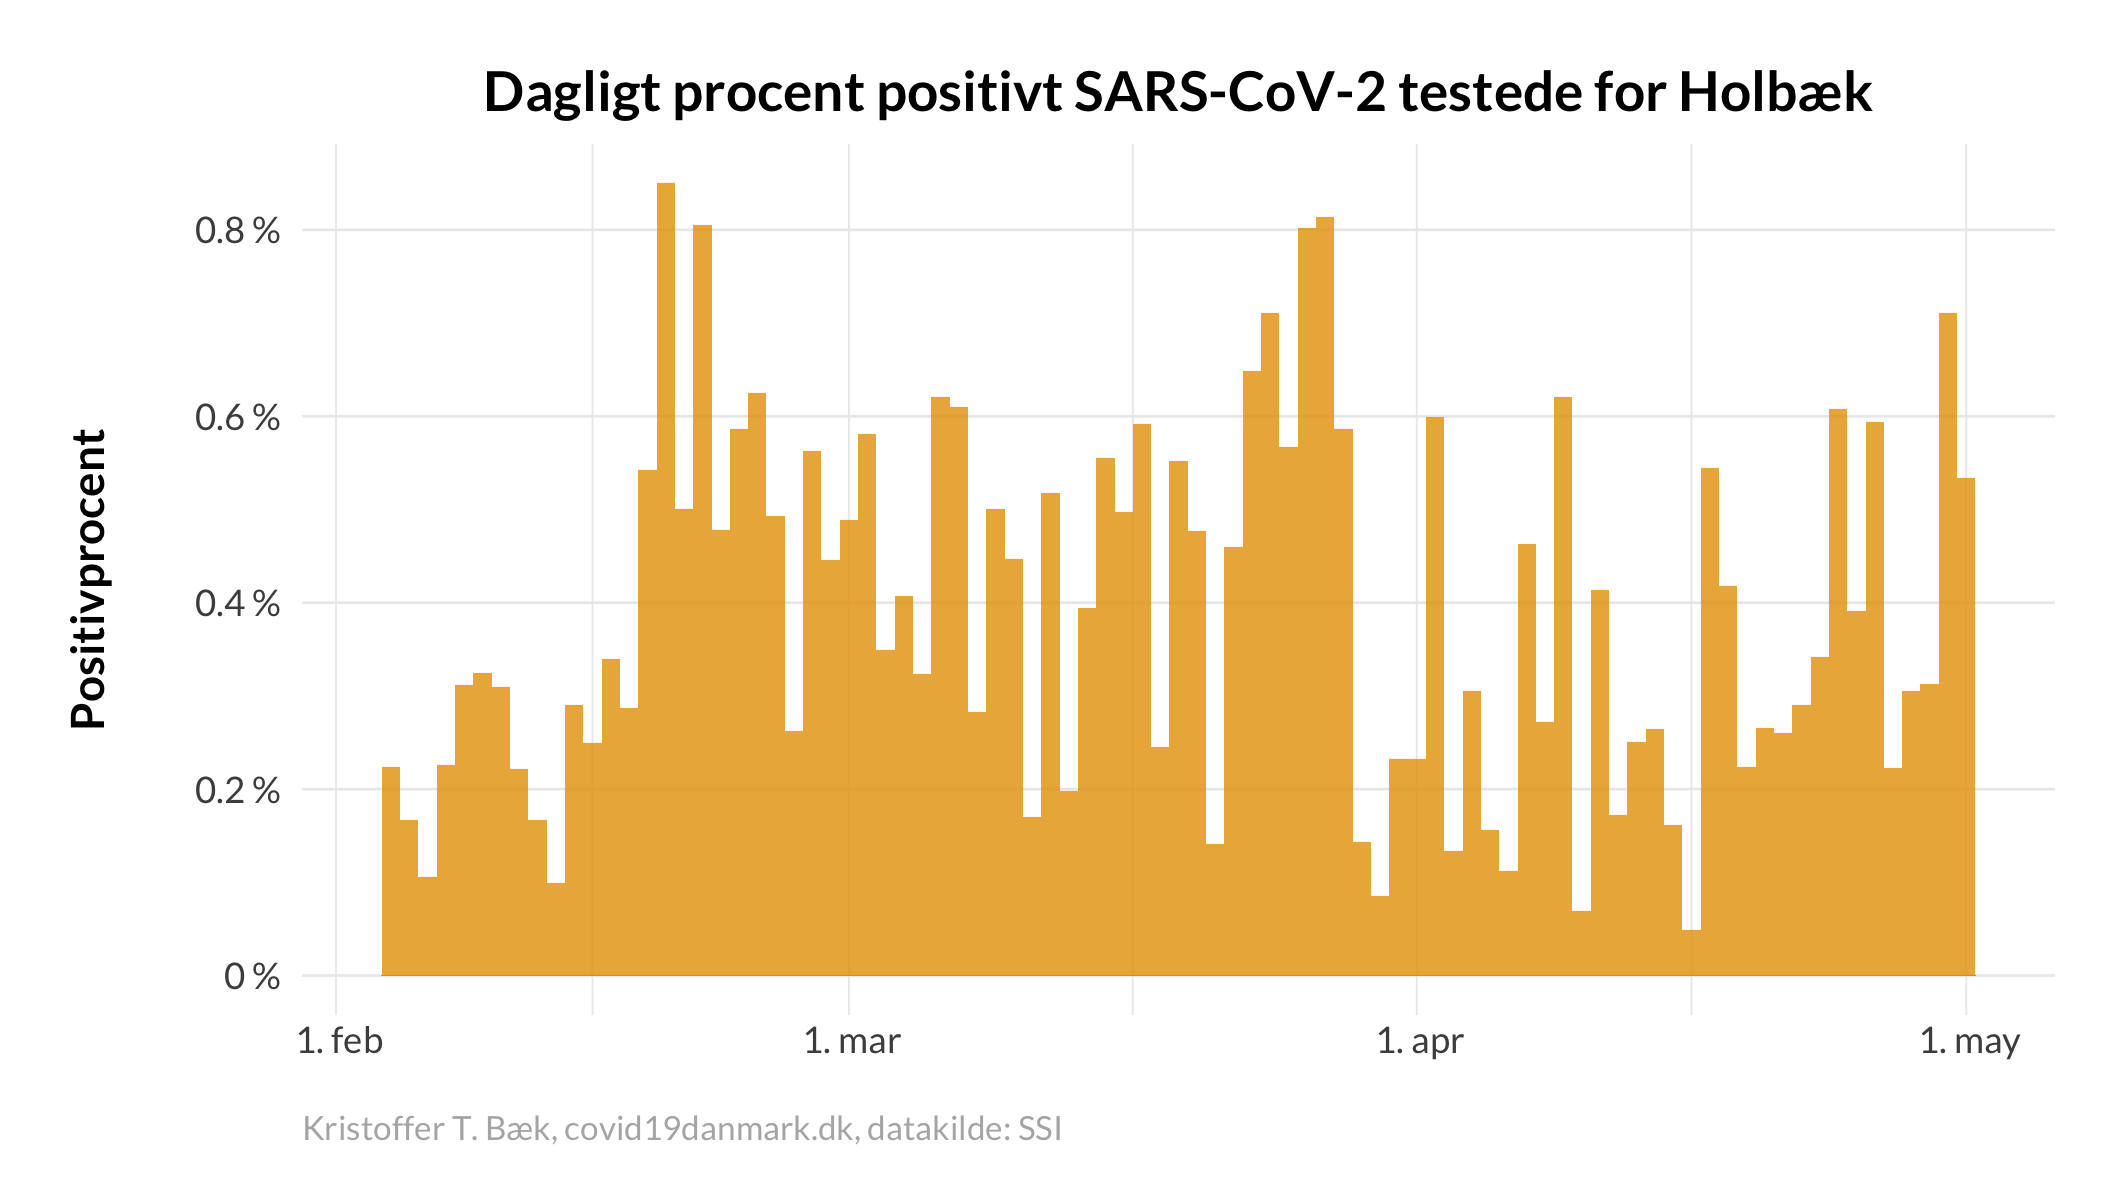 Dagligt procent positivt SARS-CoV-2 testede for Holbæk
Positivprocent
0.8 %
0.6 %
0.4 %
0.2 %
0 %
1. feb
1. mar
1. apr
1. may
Kristoffer T. Bæk, covid19danmark.dk, datakilde: SSI